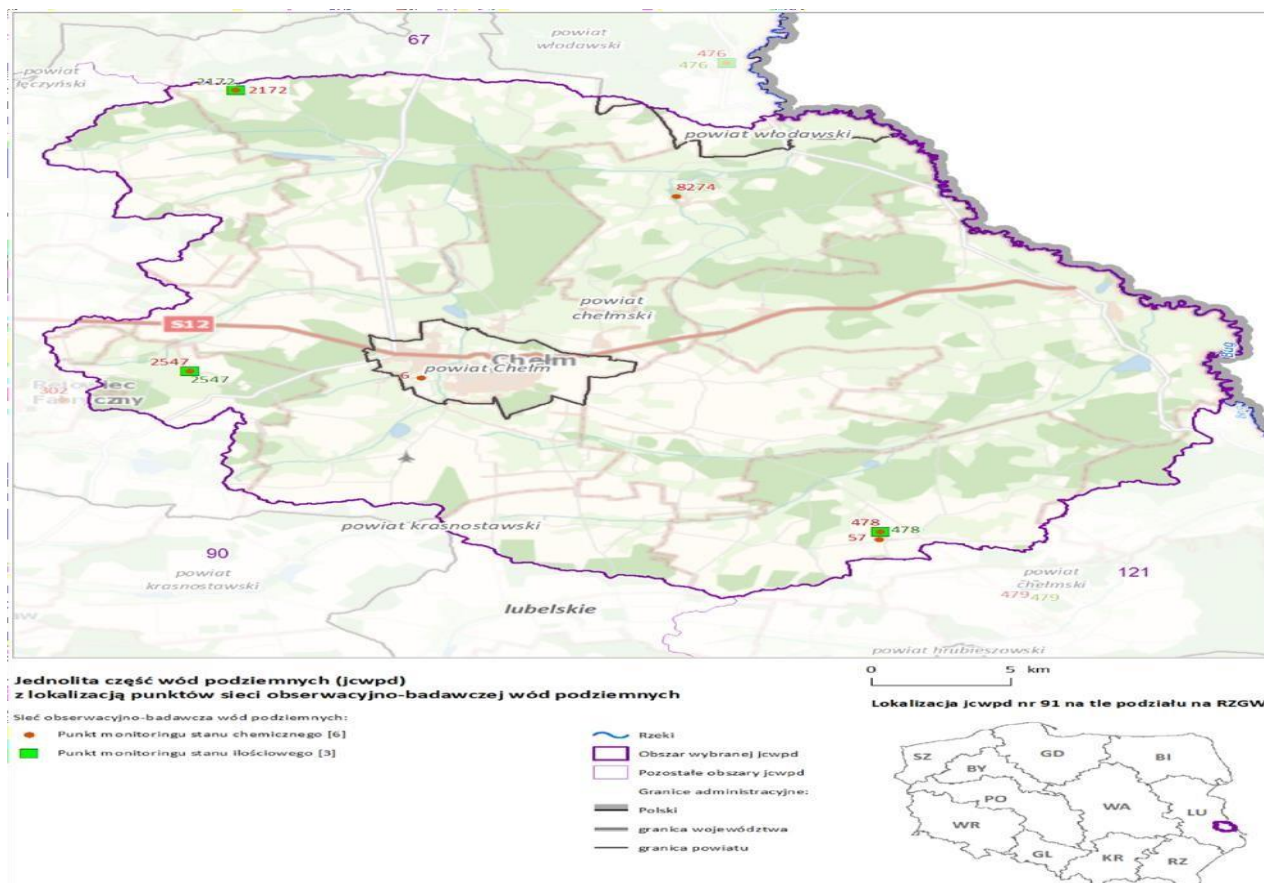 67
powiat
włodawski
476
476
powiat
łęczyński
2172
2172
powiat włodawski
8274
powiat
chełmski
S12
Chełm
powiat Chełm
6
2547
2547
302
Rejowiec
Fabryczny
Bug
478
478
57
powiat krasnostawski
90
powiat
krasnostawski
121
powiat
chełmski
479
479
lubelskie
powiat hrubieszowski
Jednolita część wód podziemnych (jcwpd)
z lokalizacją punktów sieci obserwacyjno-badawczej wód podziemnych
0 5 km
Sieć obserwacyjno-badawcza wód podziemnych:
Punkt monitoringu stanu chemicznego [6]
Punkt monitoringu stanu ilościowego [3]
Rzeki
Obszar wybranej jcwpd
Pozostałe obszary jcwpd
Granice administracyjne:
Polski
granica województwa
granica powiatu
Lokalizacja jcwpd nr 91 na tle podziału na RZGW
SZ
GD
BI
BY
PO
WA
LU
WR
GL
KR
RZ